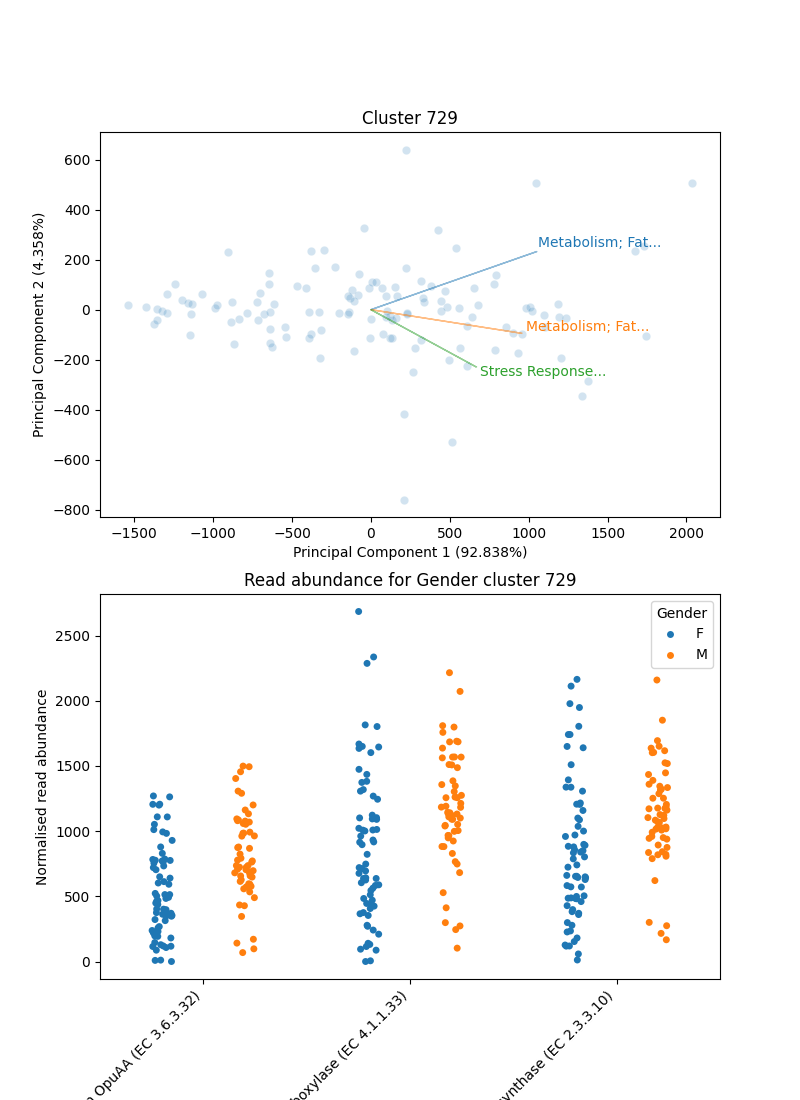 Cluster 729
Principal Component 2 (4.358%)
600
400
200
0
−200
−400
−600
−800
Metabolism; Fat...
Metabolism; Fat...
Stress Response...
−1500
−1000
−500
0
500
1000
1500
2000
Principal Component 1 (92.838%)
Read abundance for Gender cluster 729
Normalised read abundance
2500
2000
1500
1000
500
0
Gender
F
M
OpuAA (EC 3.6.3.32)
boxylase (EC 4.1.1.33)
ynthase (EC 2.3.3.10)